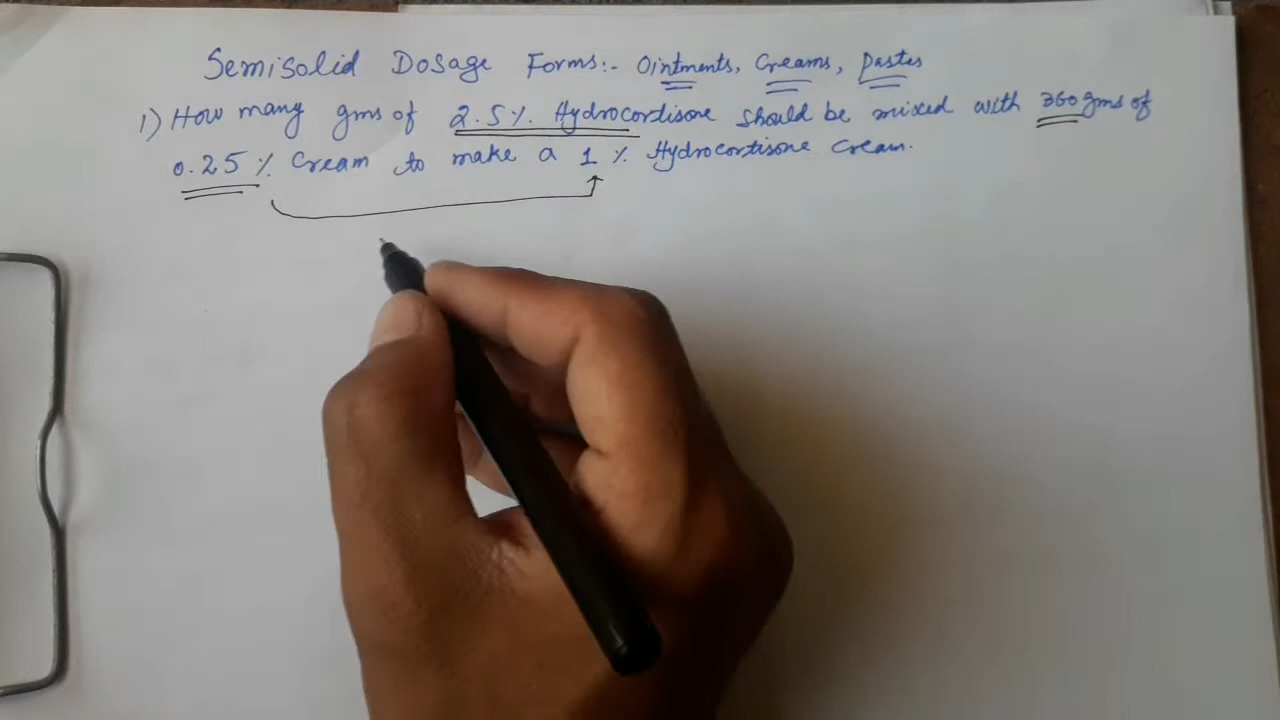 Semisolid Dosage Forms:- Ointments, Creams, Pastes
1) How many gms of 2.5 % Hydrocortisone should be mixed with 360 gms of
0.25 % Cream to make a 1 % Hydrocortisone Cream.